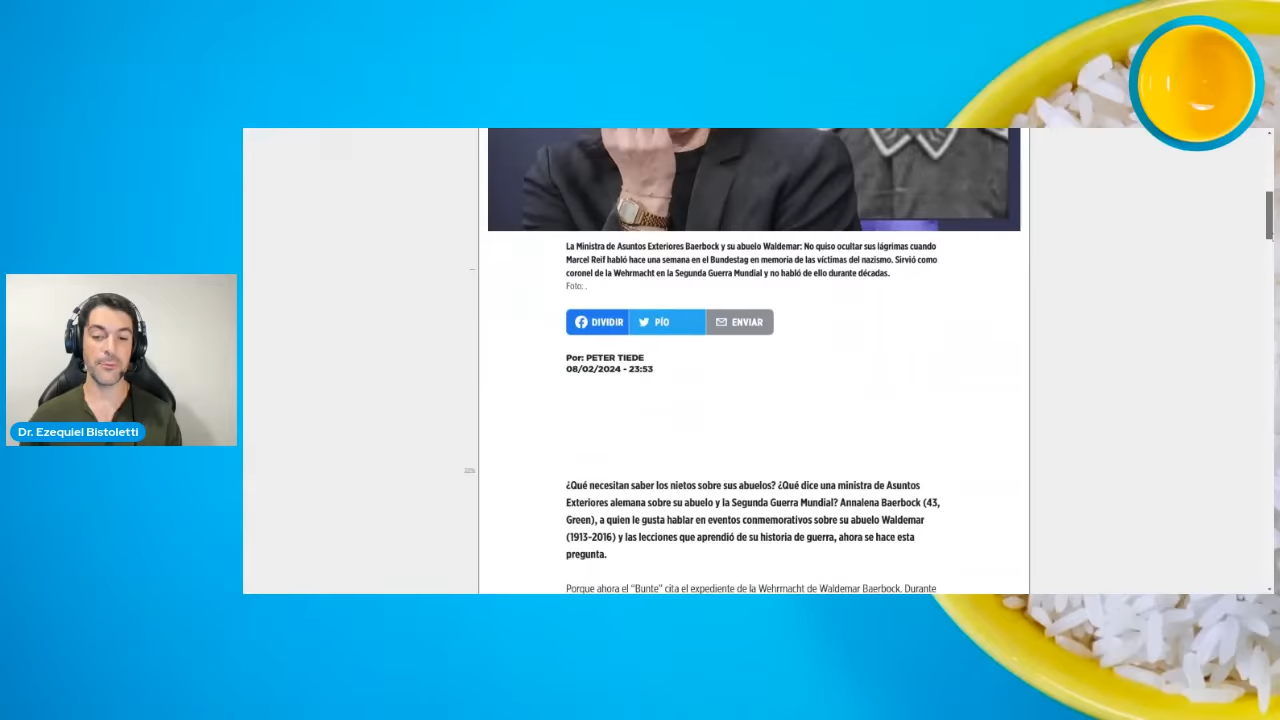 La Ministra de Asuntos Exteriores Baerbock y su abuelo Waldemar: No quiso ocultar sus lágrimas cuando
Marcel Reif habló hace una semana en el Bundestag en memoria de las víctimas del nazismo. Sirvió como
coronel de la Wehrmacht en la Segunda Guerra Mundial y no habló de ello durante décadas.
Foto: .
DIVIDIR PÍO ENVIAR
Por: PETER TIEDE
08/02/2024 - 23:53
Dr. Ezequiel Bistoletti
¿Qué necesitan saber los nietos sobre sus abuelos? ¿Qué dice una ministra de Asuntos
Exteriores alemana sobre su abuelo y la Segunda Guerra Mundial? Annalena Baerbock (43,
Green), a quien le gusta hablar en eventos conmemorativos sobre su abuelo Waldemar
(1913-2016) y las lecciones que aprendió de su historia de guerra, ahora se hace esta
pregunta.
Porque ahora el "Bunte" cita el expediente de la Wehrmacht de Waldemar Baerbock. Durante